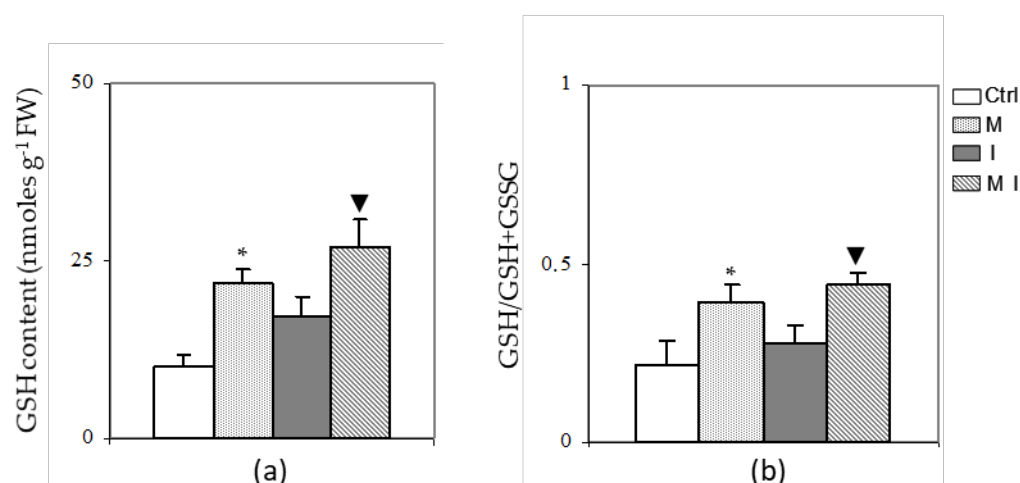 GSH content (nmoles g⁻¹ FW)
50
25
0
*
▼
(a)
GSH/GSH+GSSG
1
0.5
0
*
▼
(b)
Ctrl
M
I
M I